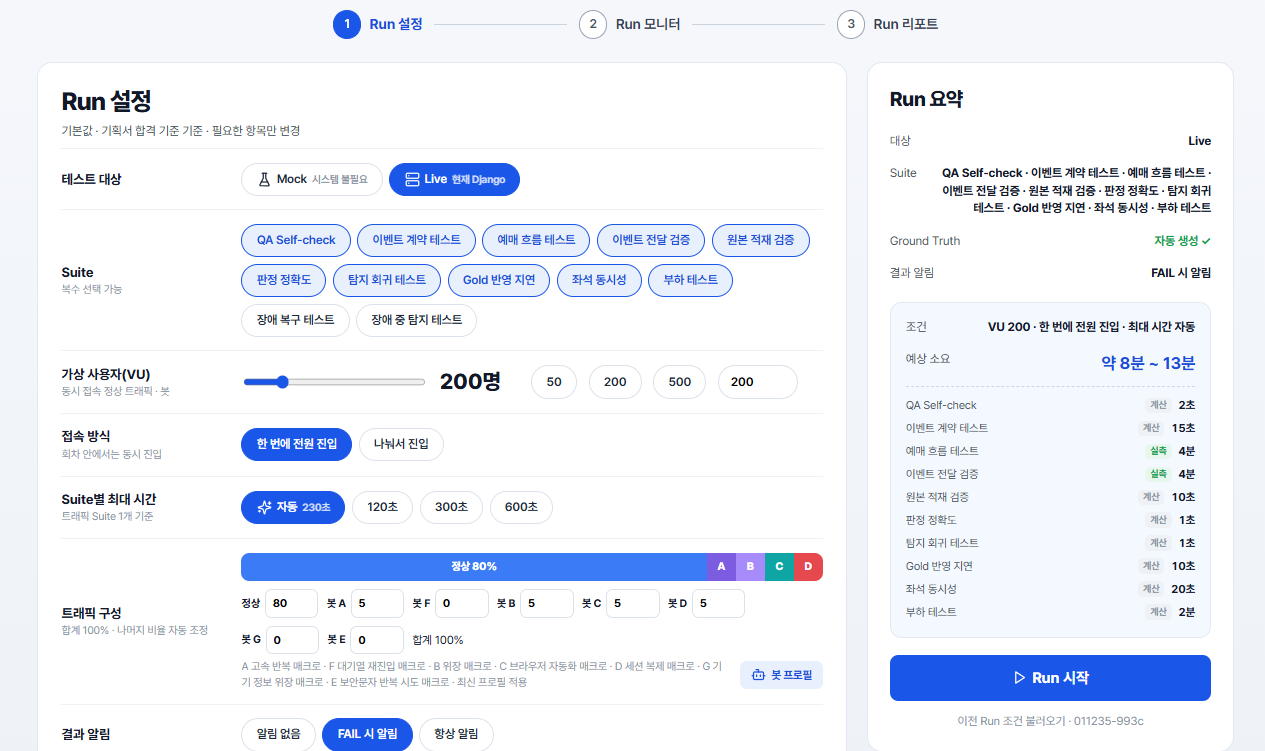 1 Run 설정 2 Run 모니터 3 Run 리포트
Run 설정
기본값 · 기획서 합격 기준 기준 · 필요한 항목만 변경
테스트 대상
Mock 시스템 불필요 Live 현재 Django
Suite
복수 선택 가능
QA Self-check 이벤트 계약 테스트 예매 흐름 테스트 이벤트 전달 검증 원본 적재 검증
판정 정확도 탐지 회귀 테스트 Gold 반영 지연 좌석 동시성 부하 테스트
장애 복구 테스트 장애 중 탐지 테스트
가상 사용자(VU)
동시 접속 정상 트래픽 · 봇
200명 50 200 500 200
접속 방식
회차 안에서는 동시 진입
한 번에 전원 진입 나눠서 진입
Suite별 최대 시간
트래픽 Suite 1개 기준
자동 230초 120초 300초 600초
트래픽 구성
합계 100% · 나머지 비율 자동 조정
정상 80% A B C D
정상 80 봇 A 5 봇 F 0 봇 B 5 봇 C 5 봇 D 5
봇 G 0 봇 E 0 합계 100%
A 고속 반복 매크로 · F 대기열 재진입 매크로 · B 위장 매크로 · C 브라우저 자동화 매크로 · D 세션 복제 매크로 · G 기
기 정보 위장 매크로 · E 보안문자 반복 시도 매크로 · 최신 프로필 적용
봇 프로필
결과 알림
알림 없음 FAIL 시 알림 항상 알림
Run 요약
대상 Live
Suite QA Self-check · 이벤트 계약 테스트 · 예매 흐름 테스트 ·
이벤트 전달 검증 · 원본 적재 검증 · 판정 정확도 · 탐지 회귀
테스트 · Gold 반영 지연 · 좌석 동시성 · 부하 테스트
Ground Truth 자동 생성 ✓
결과 알림 FAIL 시 알림
조건 VU 200 · 한 번에 전원 진입 · 최대 시간 자동
예상 소요 약 8분 ~ 13분
QA Self-check 계산 2초
이벤트 계약 테스트 계산 15초
예매 흐름 테스트 실측 4분
이벤트 전달 검증 실측 4분
원본 적재 검증 계산 10초
판정 정확도 계산 1초
탐지 회귀 테스트 계산 1초
Gold 반영 지연 계산 10초
좌석 동시성 계산 20초
부하 테스트 계산 2분
Run 시작
이전 Run 조건 불러오기 · 011235-993c